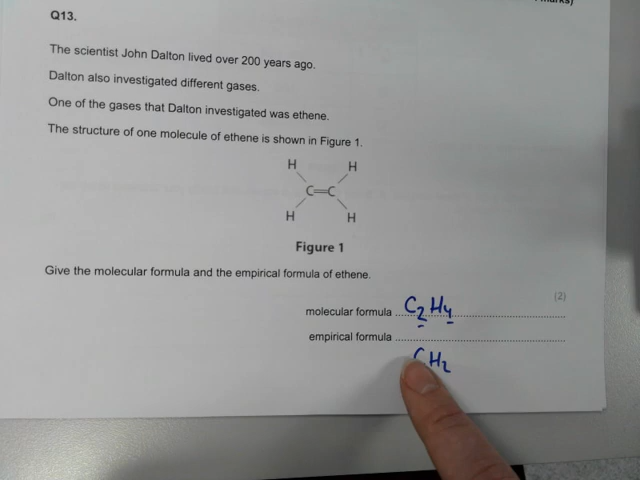 Q13.
The scientist John Dalton lived over 200 years ago.
Dalton also investigated different gases.
One of the gases that Dalton investigated was ethene.
The structure of one molecule of ethene is shown in Figure 1.
H H
C=C
H H
Figure 1
Give the molecular formula and the empirical formula of ethene.
(2)
molecular formula C₂H₄
empirical formula
CH₂